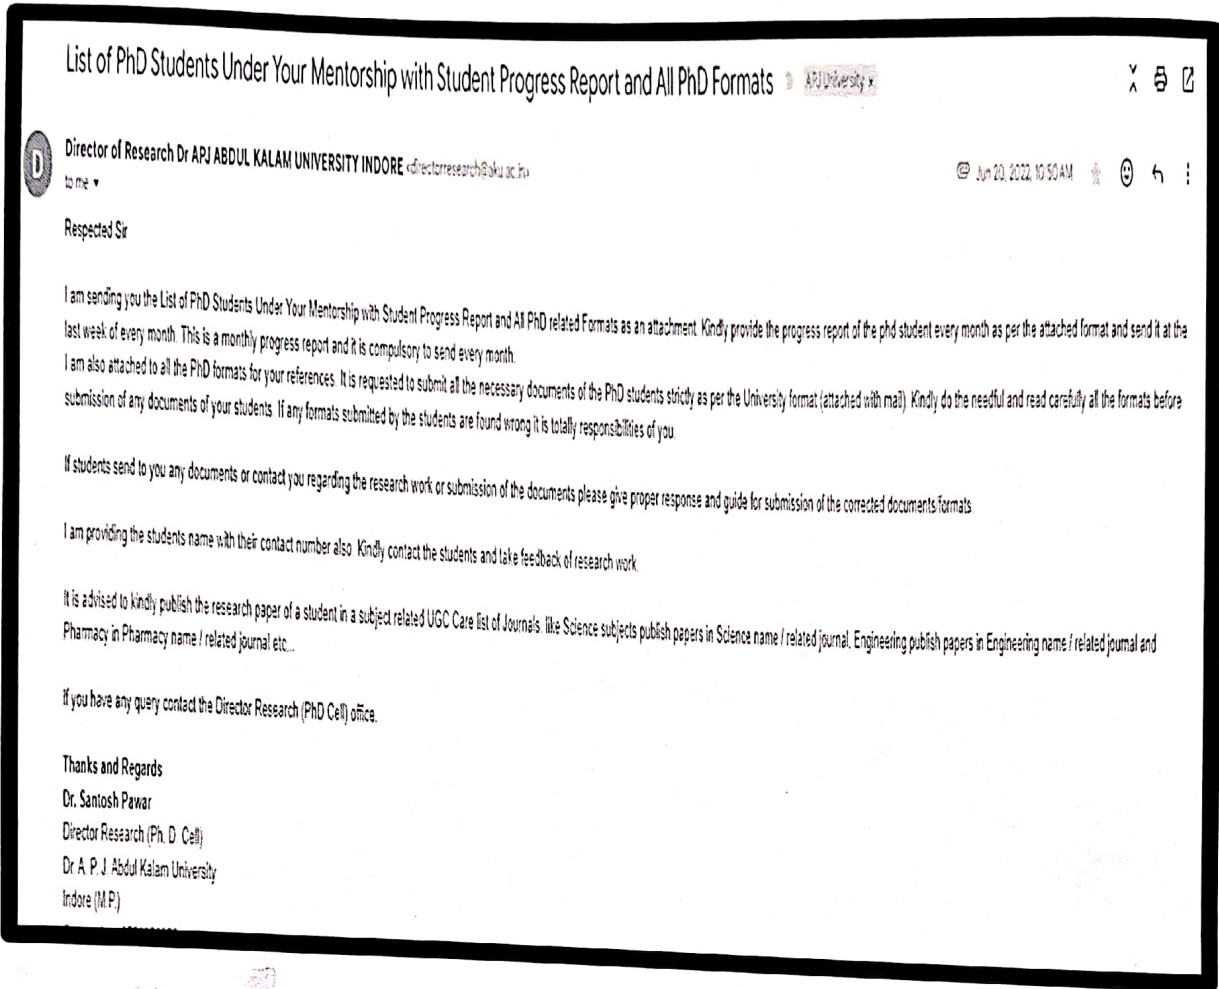 List of PhD Students Under Your Mentorship with Student Progress Report and All PhD Formats
APJ University x
D
Director of Research Dr APJ ABDUL KALAM UNIVERSITY INDORE <directorresearch@aku.ac.in>
Jun 20, 2022, 10:50 AM
to me
Respected Sir
I am sending you the List of PhD Students Under Your Mentorship with Student Progress Report and All PhD related Formats as an attachment. Kindly provide the progress report of the phd student every month as per the attached format and send it at the
last week of every month. This is a monthly progress report and it is compulsory to send every month.
I am also attached to all the PhD formats for your references. It is requested to submit all the necessary documents of the PhD students strictly as per the University format (attached with mail). Kindly do the needful and read carefully all the formats before
submission of any documents of your students. If any formats submitted by the students are found wrong it is totally responsibilities of you.
If students send to you any documents or contact you regarding the research work or submission of the documents please give proper response and guide for submission of the corrected documents/formats.
I am providing the students name with their contact number also. Kindly contact the students and take feedback of research work.
It is advised to kindly publish the research paper of a student in a subject related UGC Care list of Journals. like Science subjects publish papers in Science name / related journal, Engineering publish papers in Engineering name / related journal and
Pharmacy in Pharmacy name / related journal etc...
If you have any query contact the Director Research (PhD Cell) office.
Thanks and Regards
Dr. Santosh Pawar
Director Research (Ph. D. Cell)
Dr. A. P. J. Abdul Kalam University
Indore (M.P.)